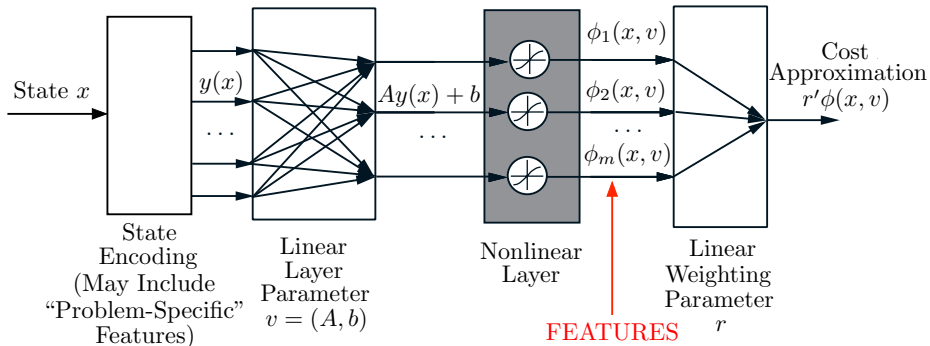 State x
y(x)
. . .
Ay(x) + b
. . .
ϕ₁(x, v)
ϕ₂(x, v)
. . .
ϕₘ(x, v)
Cost
Approximation
r′ϕ(x, v)
State
Encoding
(May Include
“Problem-Specific”
Features)
Linear
Layer
Parameter
v = (A, b)
Nonlinear
Layer
FEATURES
Linear
Weighting
Parameter
r